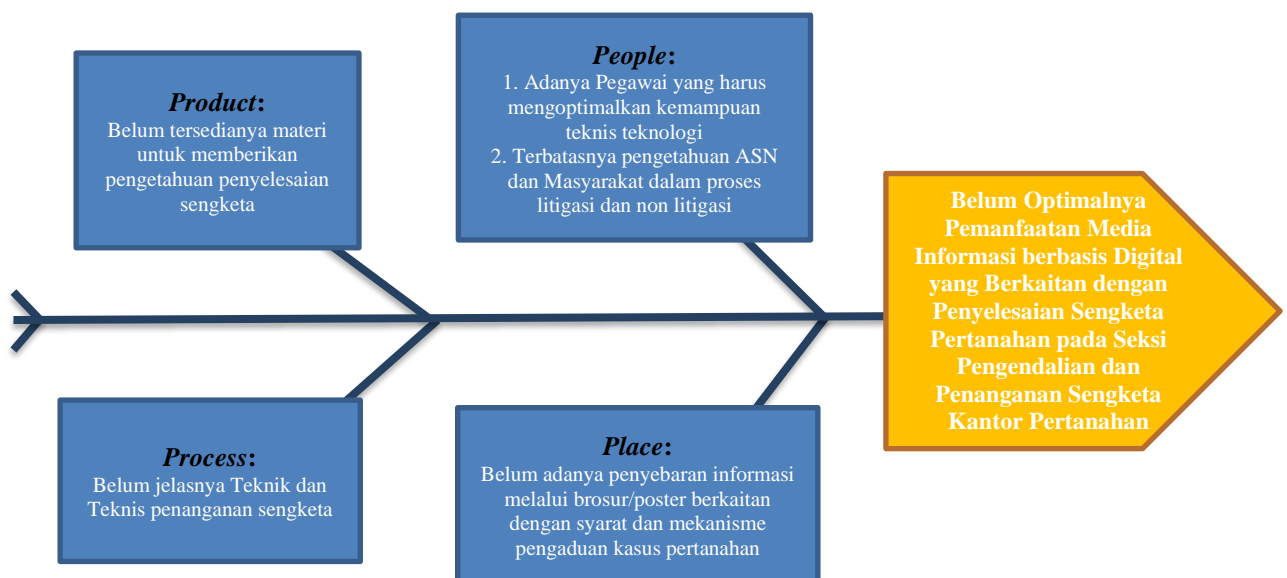 Product:
Belum tersedianya materi
untuk memberikan
pengetahuan penyelesaian
sengketa
People:
1. Adanya Pegawai yang harus
mengoptimalkan kemampuan
teknis teknologi
2. Terbatasnya pengetahuan ASN
dan Masyarakat dalam proses
litigasi dan non litigasi
Belum Optimalnya
Pemanfaatan Media
Informasi berbasis Digital
yang Berkaitan dengan
Penyelesaian Sengketa
Pertanahan pada Seksi
Pengendalian dan
Penanganan Sengketa
Kantor Pertanahan
Process:
Belum jelasnya Teknik dan
Teknis penanganan sengketa
Place:
Belum adanya penyebaran informasi
melalui brosur/poster berkaitan
dengan syarat dan mekanisme
pengaduan kasus pertanahan